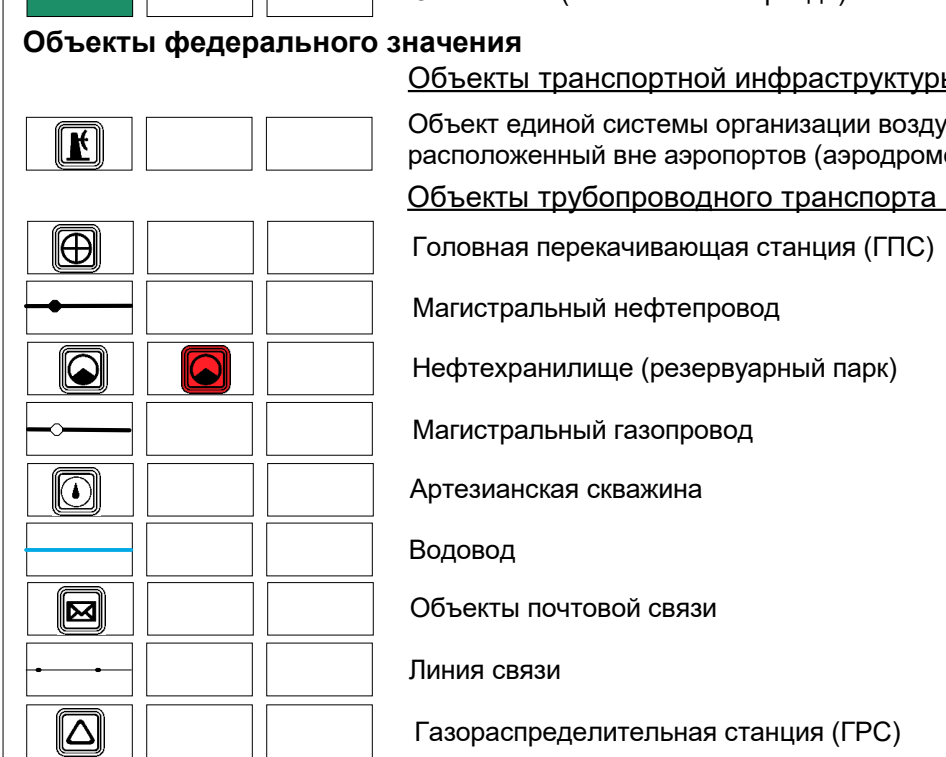 Объекты федерального значения
Объекты транспортной инфраструктуры
Объект единой системы организации
расположенный вне аэропортов
Объекты трубопроводного транспорта
Головная перекачивающая станция (ГПС)
Магистральный нефтепровод
Нефтехранилище (резервуарный парк)
Магистральный газопровод
Артезианская скважина
Водовод
Объекты почтовой связи
Линия связи
Газораспределительная станция (ГРС)